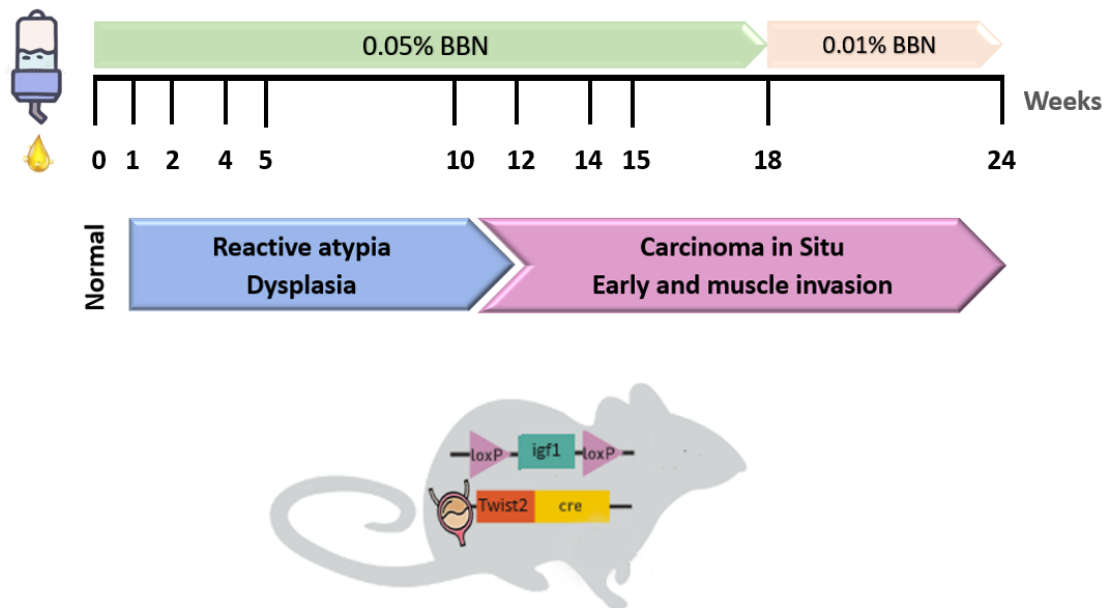 0.05% BBN
0.01% BBN
Weeks
0 1 2 4 5 10 12 14 15 18 24
Normal
Reactive atypia
Dysplasia
Carcinoma in Situ
Early and muscle invasion
loxP igf1 loxP
Twist2 cre